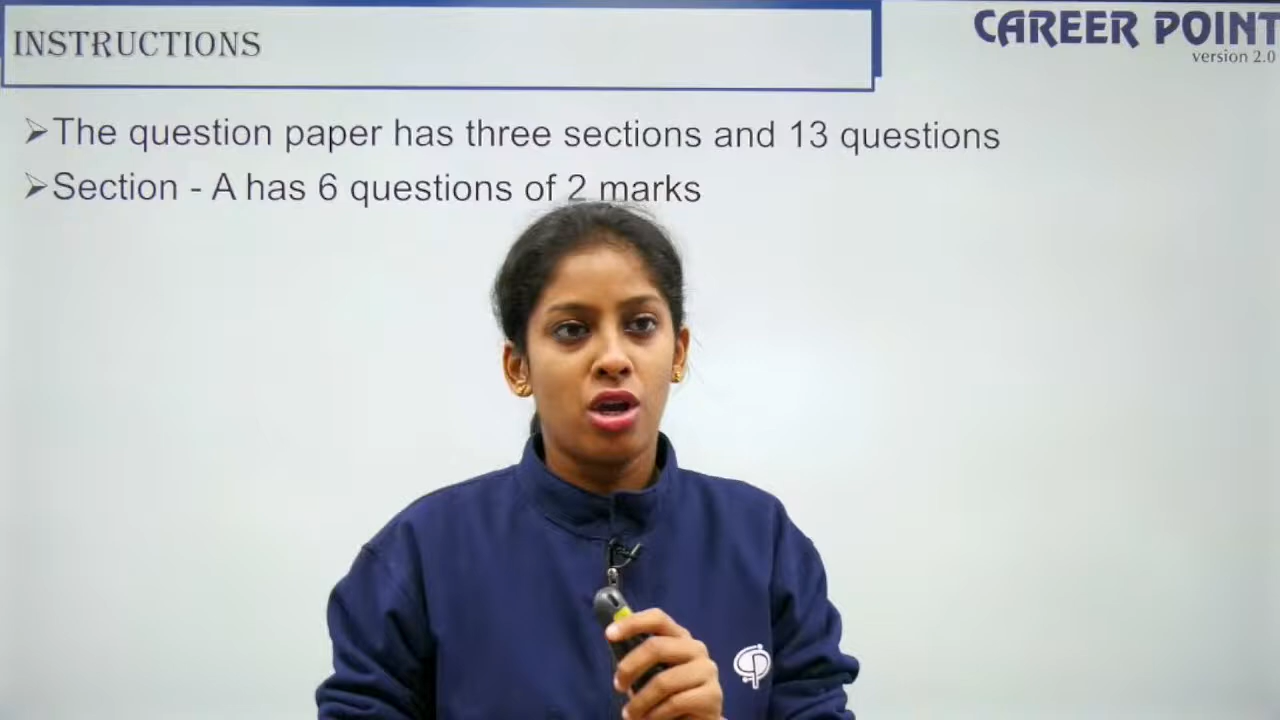 INSTRUCTIONS
CAREER POINT
version 2.0
➢The question paper has three sections and 13 questions
➢Section - A has 6 questions of 2 marks
CP